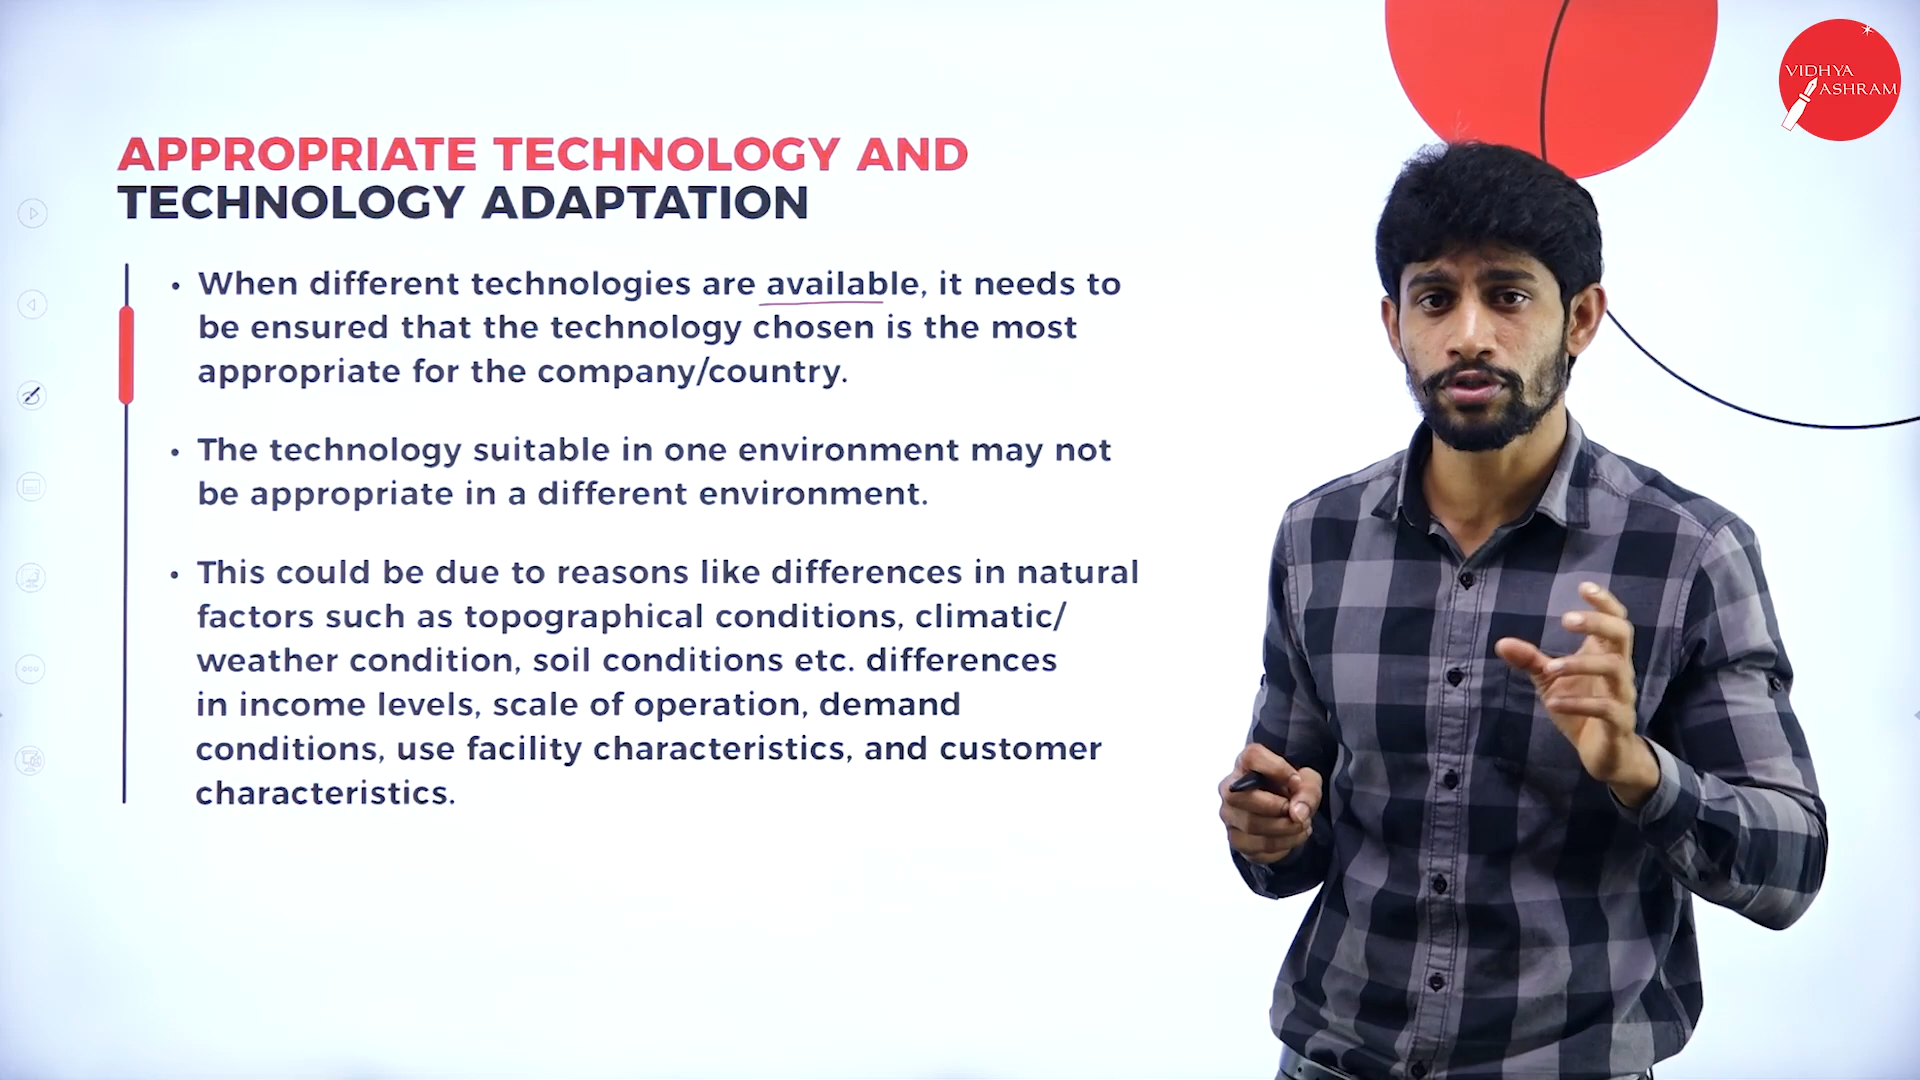 VIDHYA
ASHRAM
APPROPRIATE TECHNOLOGY AND
TECHNOLOGY ADAPTATION
• When different technologies are available, it needs to
be ensured that the technology chosen is the most
appropriate for the company/country.
• The technology suitable in one environment may not
be appropriate in a different environment.
• This could be due to reasons like differences in natural
factors such as topographical conditions, climatic/
weather condition, soil conditions etc. differences
in income levels, scale of operation, demand
conditions, use facility characteristics, and customer
characteristics.